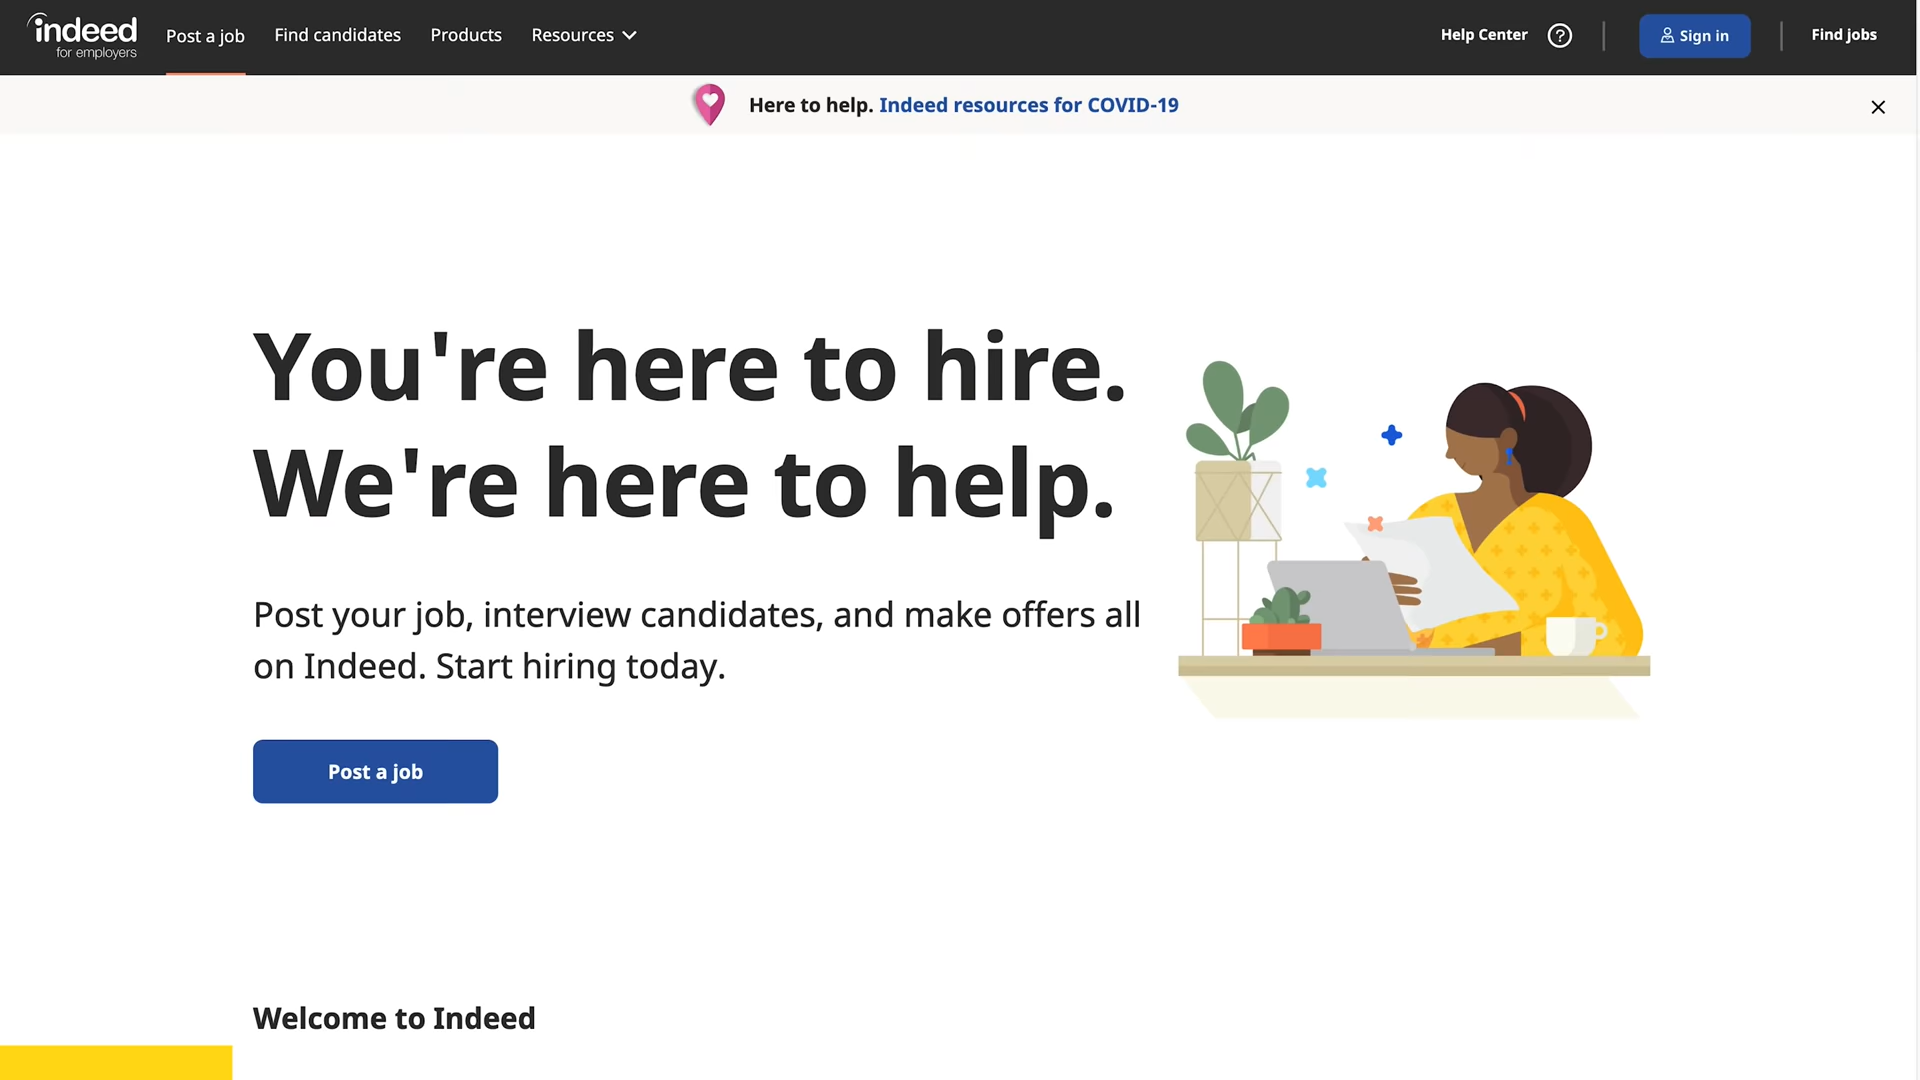 indeed
for employers
Post a job
Find candidates
Products
Resources
Help Center
?
Sign in
Find jobs
Here to help. Indeed resources for COVID-19
You're here to hire.
We're here to help.
Post your job, interview candidates, and make offers all
on Indeed. Start hiring today.
Post a job
Welcome to Indeed